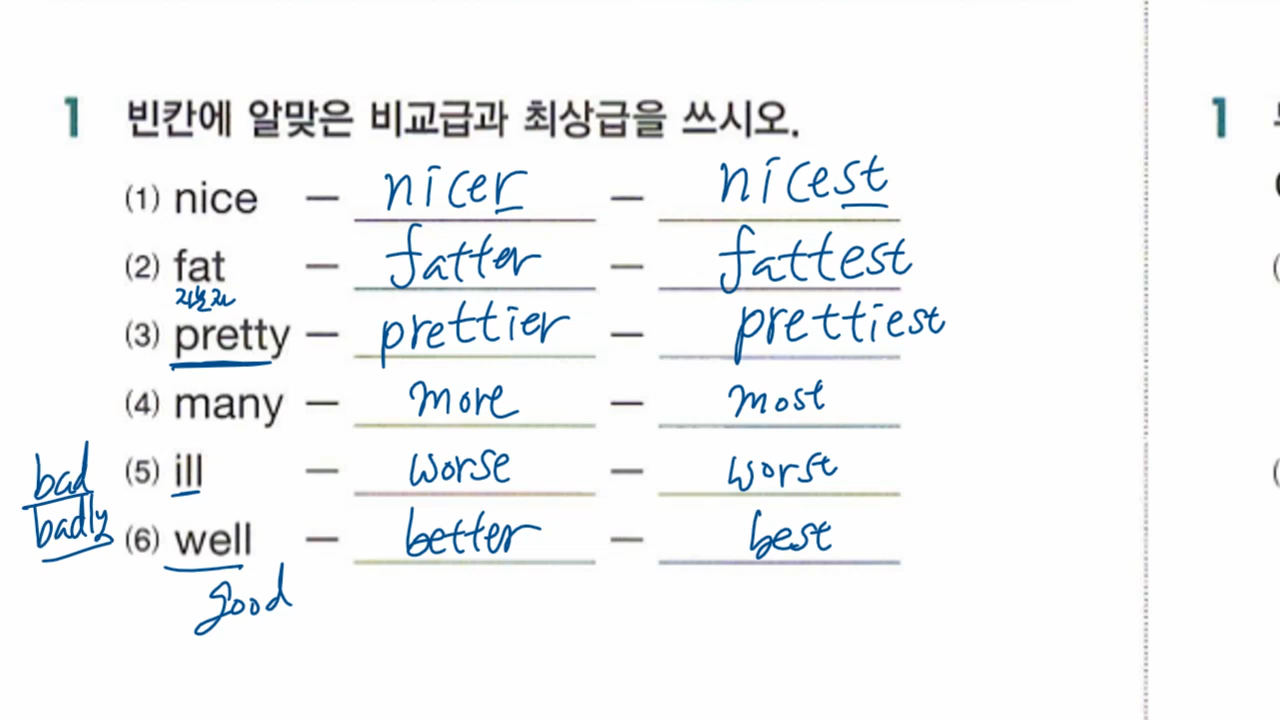 1 빈칸에 알맞은 비교급과 최상급을 쓰시오.
(1) nice — nicer — nicest
(2) fat — fatter — fattest
(3) pretty — prettier — prettiest
(4) many — more — most
bad (5) ill — worse — worst
badly (6) well — better — best
good
1